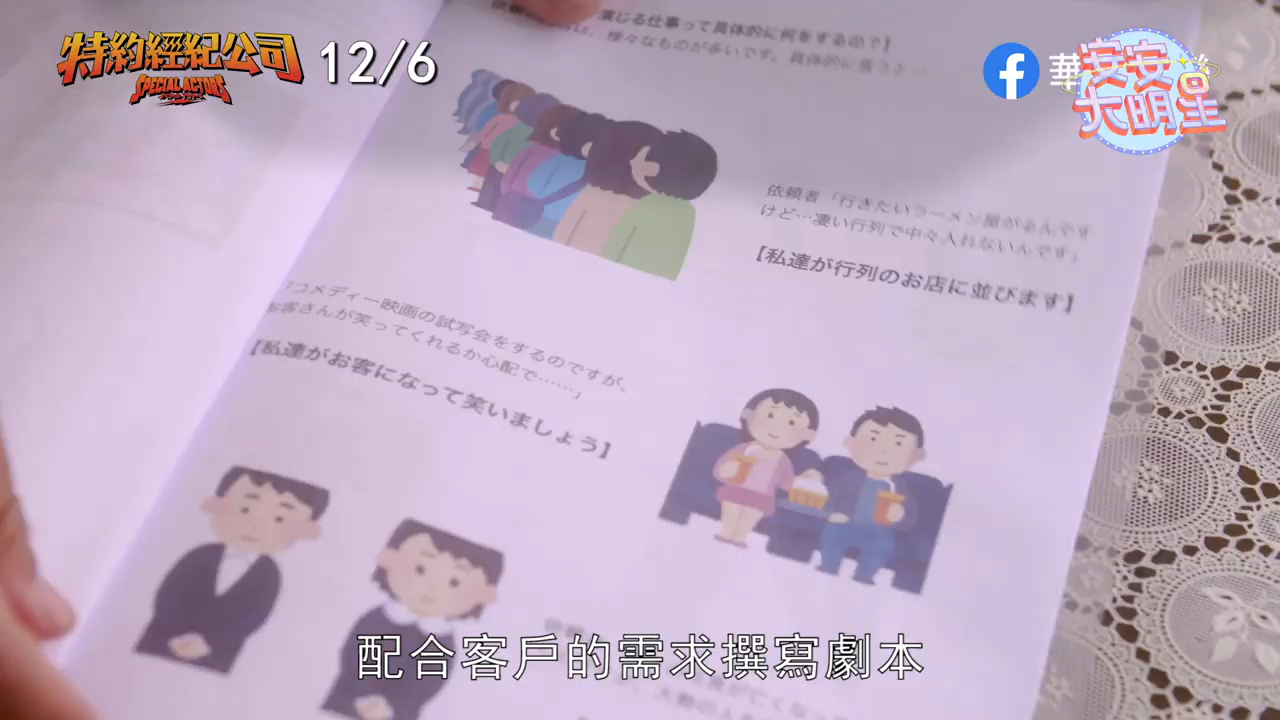 特約經紀公司
SPECIAL ACTORS
12/6
華
安安
大明星
演じる仕事って具体的に何をするの？】
様々なものが多いです。具体的に
依頼者「行きたいラーメン屋があるんです
けど…凄い行列で中々入れないんです」
【私達が行列のお店に並びます】
「コメディー映画の試写会をするのですが、
お客さんが笑ってくれるか心配で……」
【私達がお客になって笑いましょう】
配合客戶的需求撰寫劇本